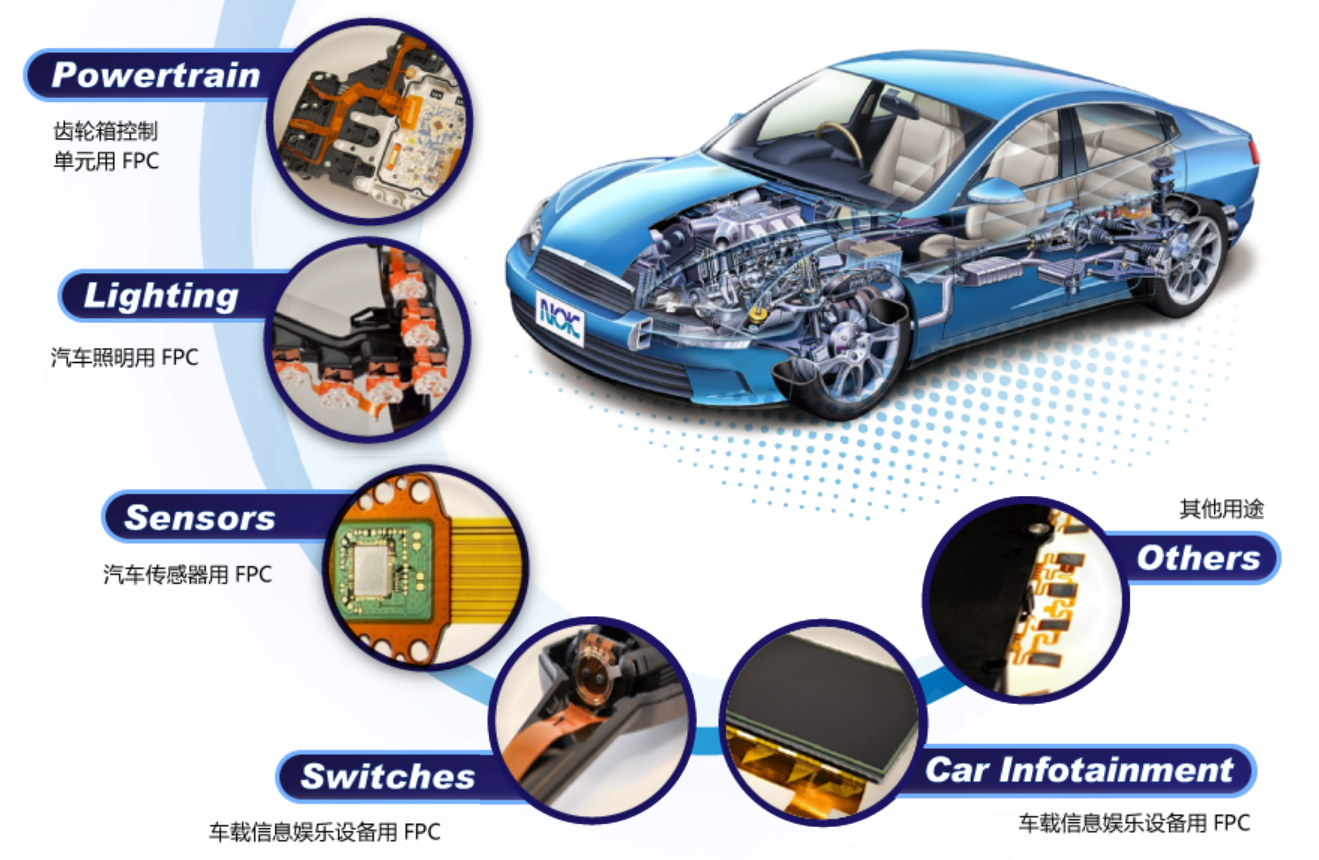 Powertrain
齿轮箱控制
单元用 FPC
Lighting
汽车照明用 FPC
NOK
Sensors
汽车传感器用 FPC
其他用途
Others
Switches
车载信息娱乐设备用 FPC
Car Infotainment
车载信息娱乐设备用 FPC